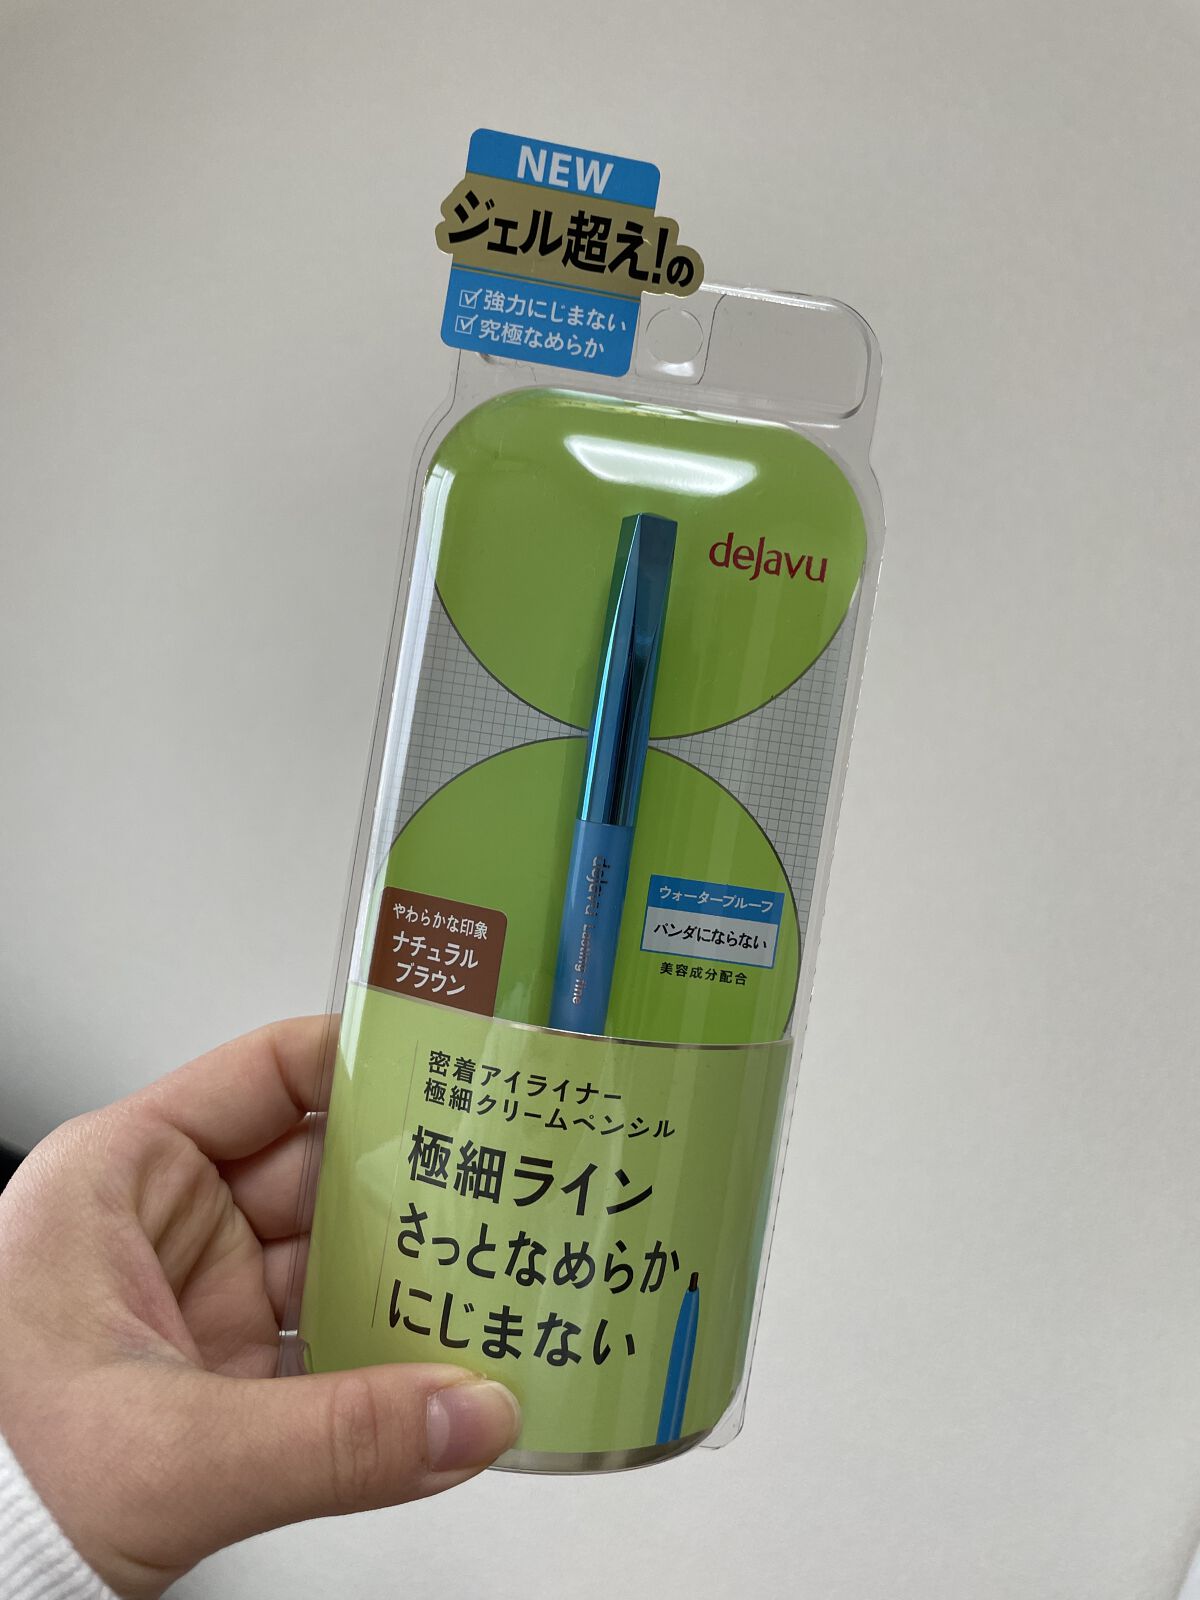 NEW
ジェル超え!の
強力にじまない
究極なめらか
dejavu
dejavu Lasting fine
やわらかな印象
ナチュラル
ブラウン
ウォータープルーフ
パンダにならない
美容成分配合
密着アイライナー
極細クリームペンシル
極細ライン
さっとなめらか
にじまない